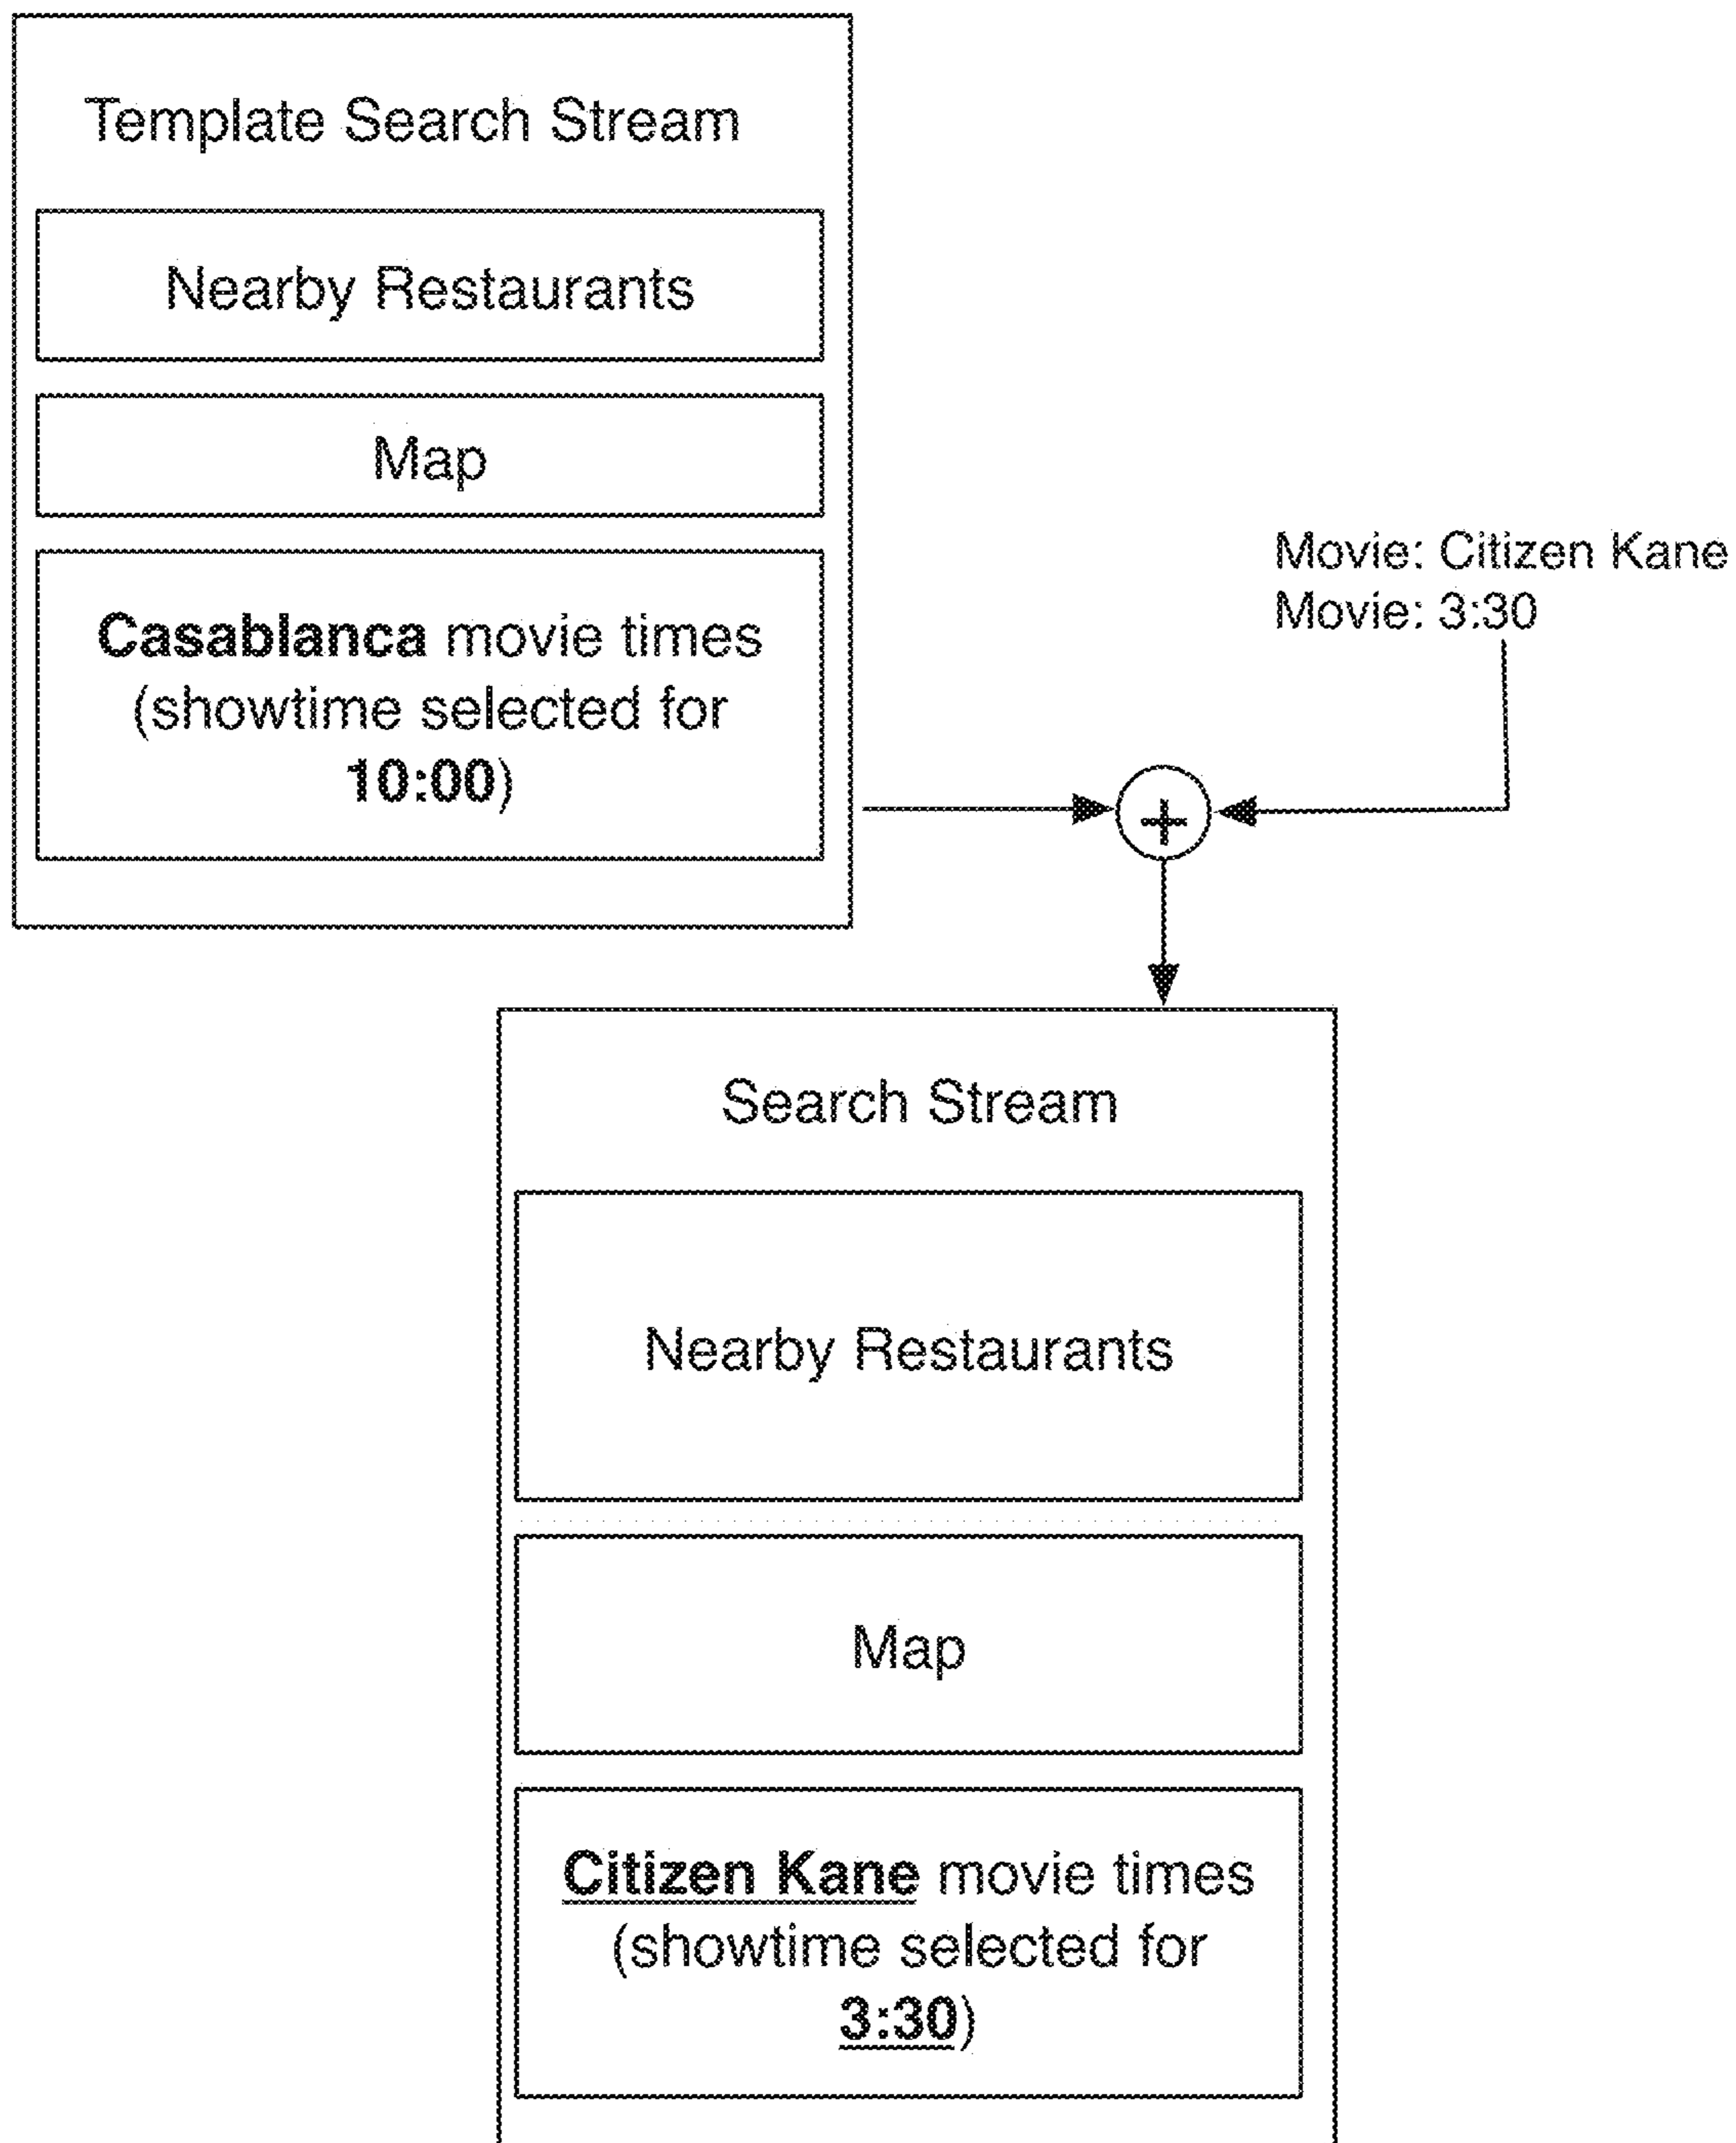 Template Search Stream
Nearby Restaurants
Map
Casablanca movie times
(showtime selected for
10:00)
Movie: Citizen Kane
Movie: 3:30
+
Search Stream
Nearby Restaurants
Map
Citizen Kane movie times
(showtime selected for
3:30)